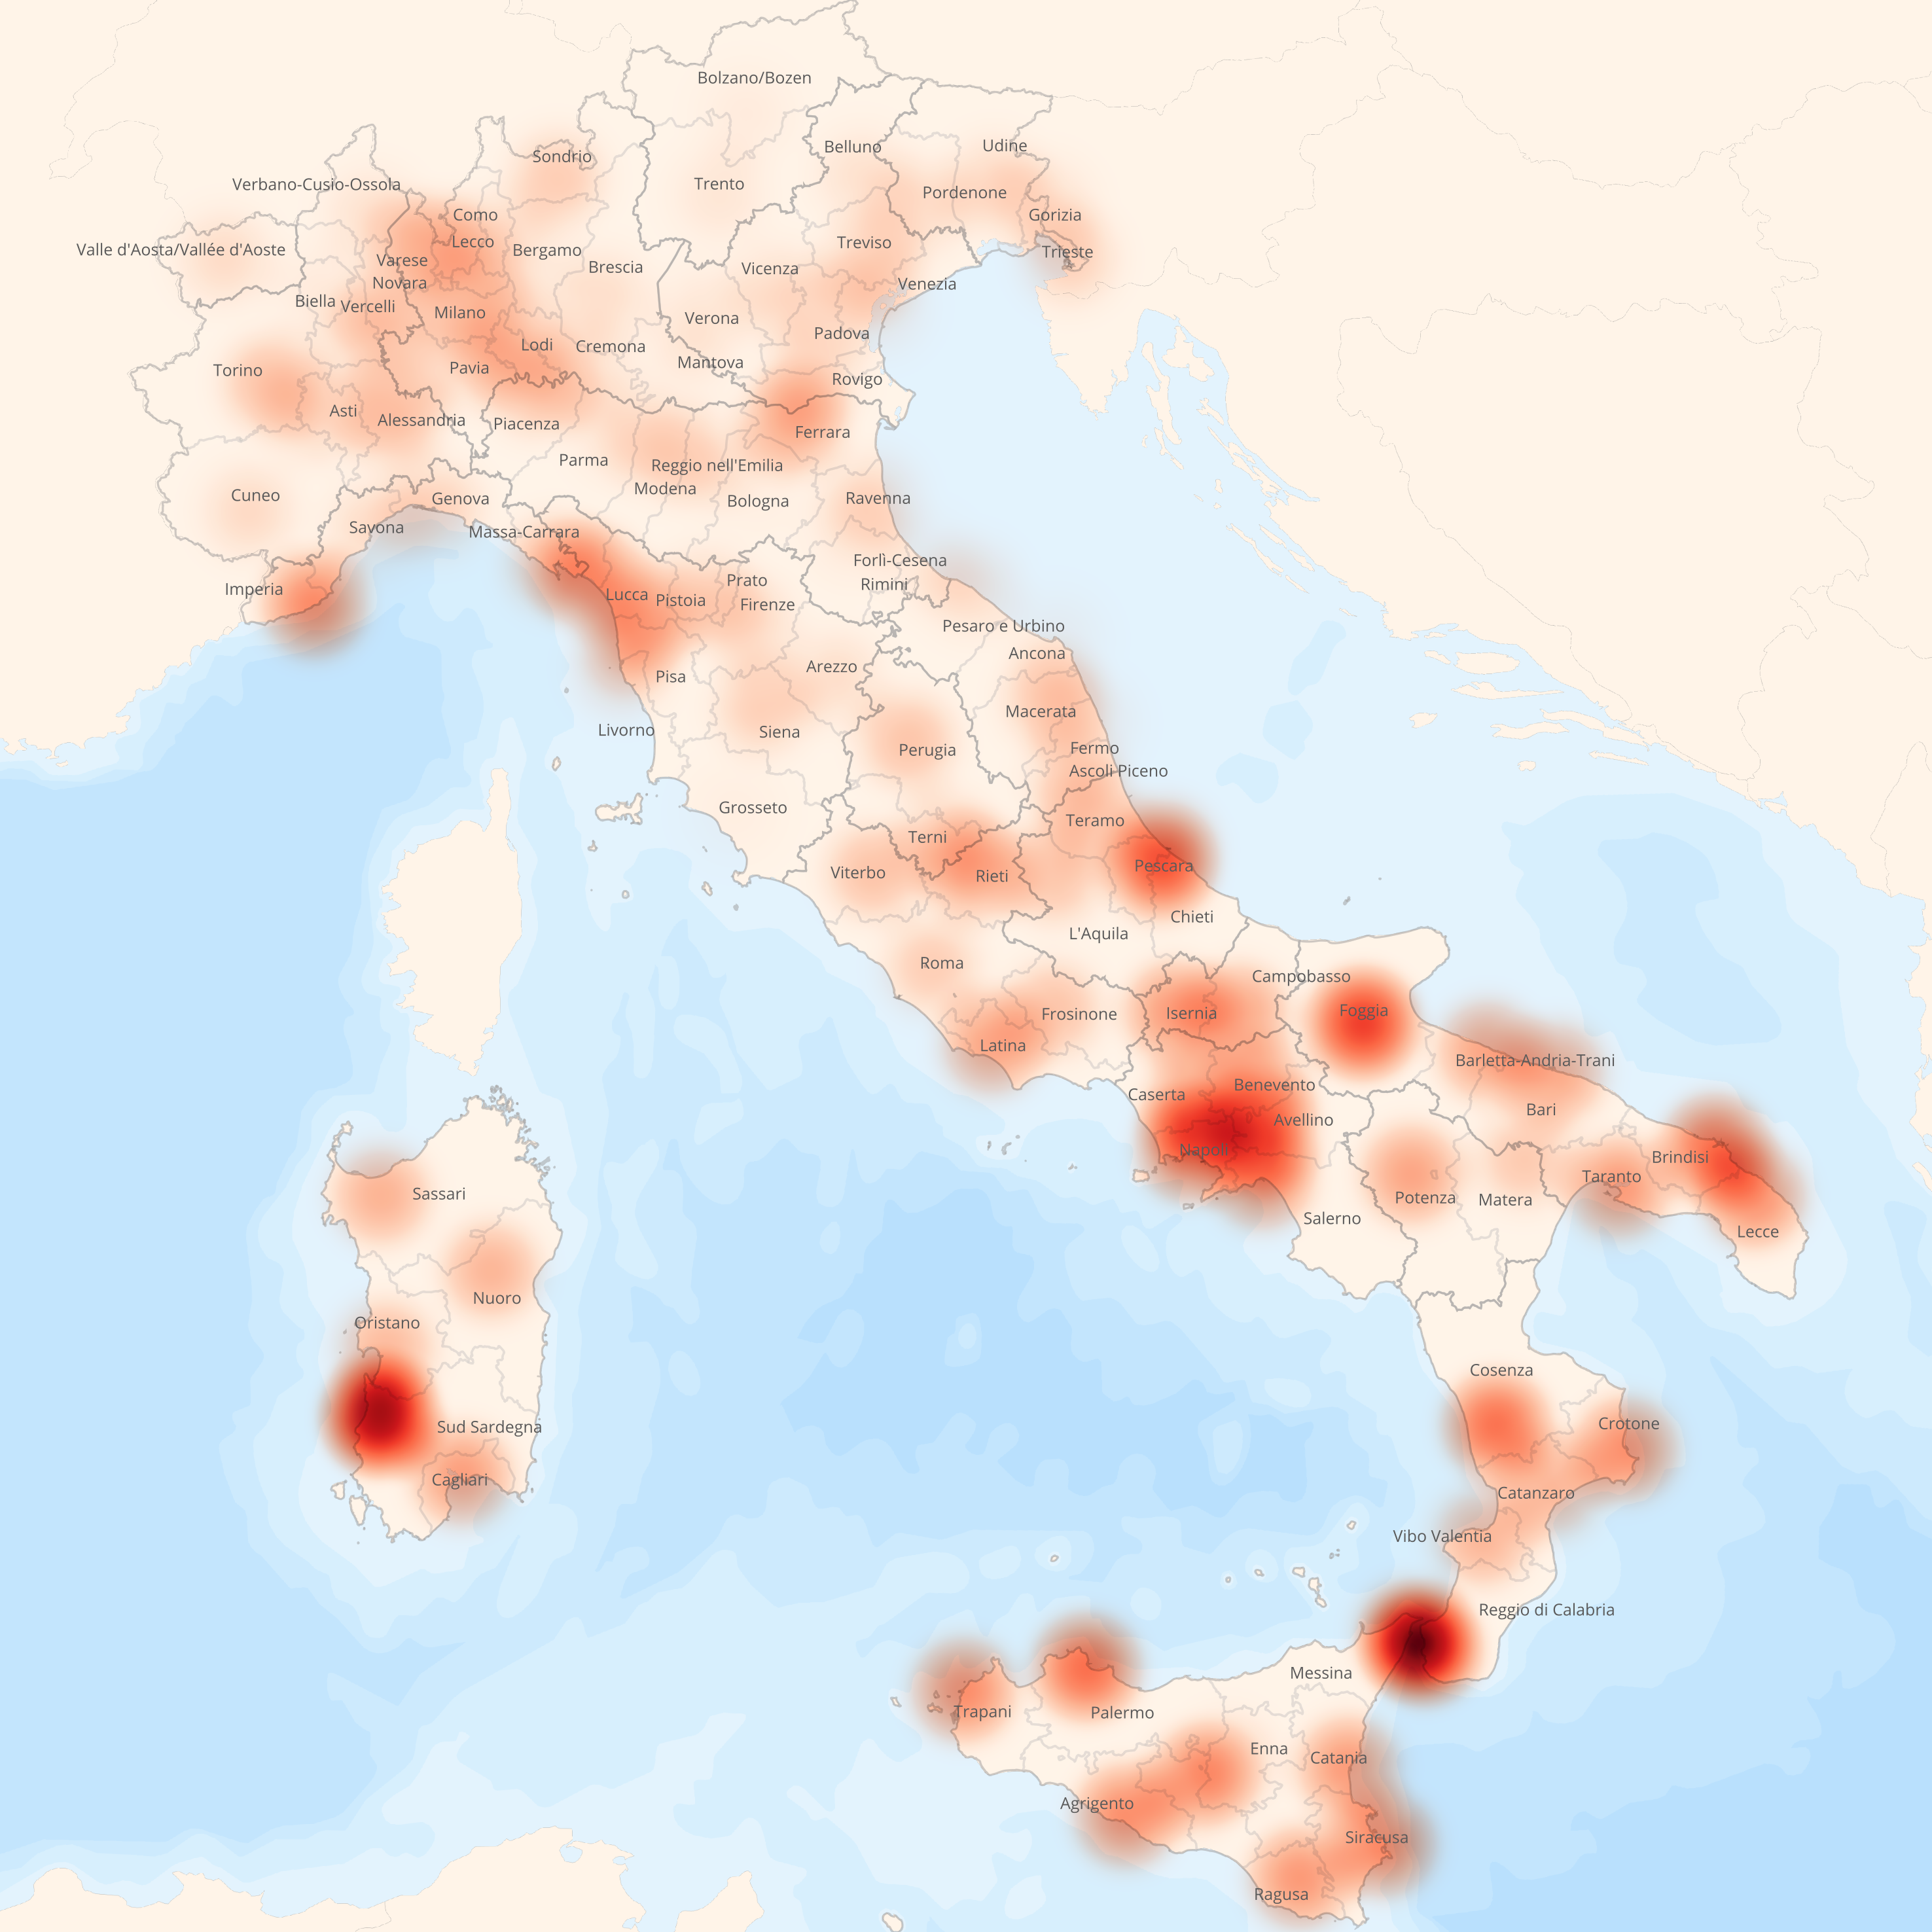 Bolzano/Bozen
Belluno
Udine
Sondrio
Trento
Verbano-Cusio-Ossola
Pordenone
Como
Gorizia
Lecco
Treviso
Valle d'Aosta/Vallée d'Aoste
Bergamo
Trieste
Varese
Brescia
Vicenza
Novara
Venezia
Biella
Vercelli
Milano
Verona
Padova
Lodi
Cremona
Mantova
Torino
Pavia
Rovigo
Asti
Alessandria
Piacenza
Ferrara
Parma
Reggio nell'Emilia
Modena
Cuneo
Genova
Bologna
Ravenna
Savona
Massa-Carrara
Forlì-Cesena
Imperia
Prato
Rimini
Lucca
Pistoia
Firenze
Pesaro e Urbino
Ancona
Arezzo
Pisa
Macerata
Livorno
Siena
Perugia
Fermo
Ascoli Piceno
Grosseto
Teramo
Terni
Viterbo
Rieti
Pescara
Chieti
L'Aquila
Roma
Campobasso
Frosinone
Isernia
Foggia
Latina
Barletta-Andria-Trani
Caserta
Benevento
Bari
Avellino
Napoli
Brindisi
Taranto
Sassari
Potenza
Matera
Salerno
Lecce
Nuoro
Oristano
Cosenza
Sud Sardegna
Crotone
Cagliari
Catanzaro
Vibo Valentia
Reggio di Calabria
Messina
Trapani
Palermo
Enna
Catania
Agrigento
Siracusa
Ragusa